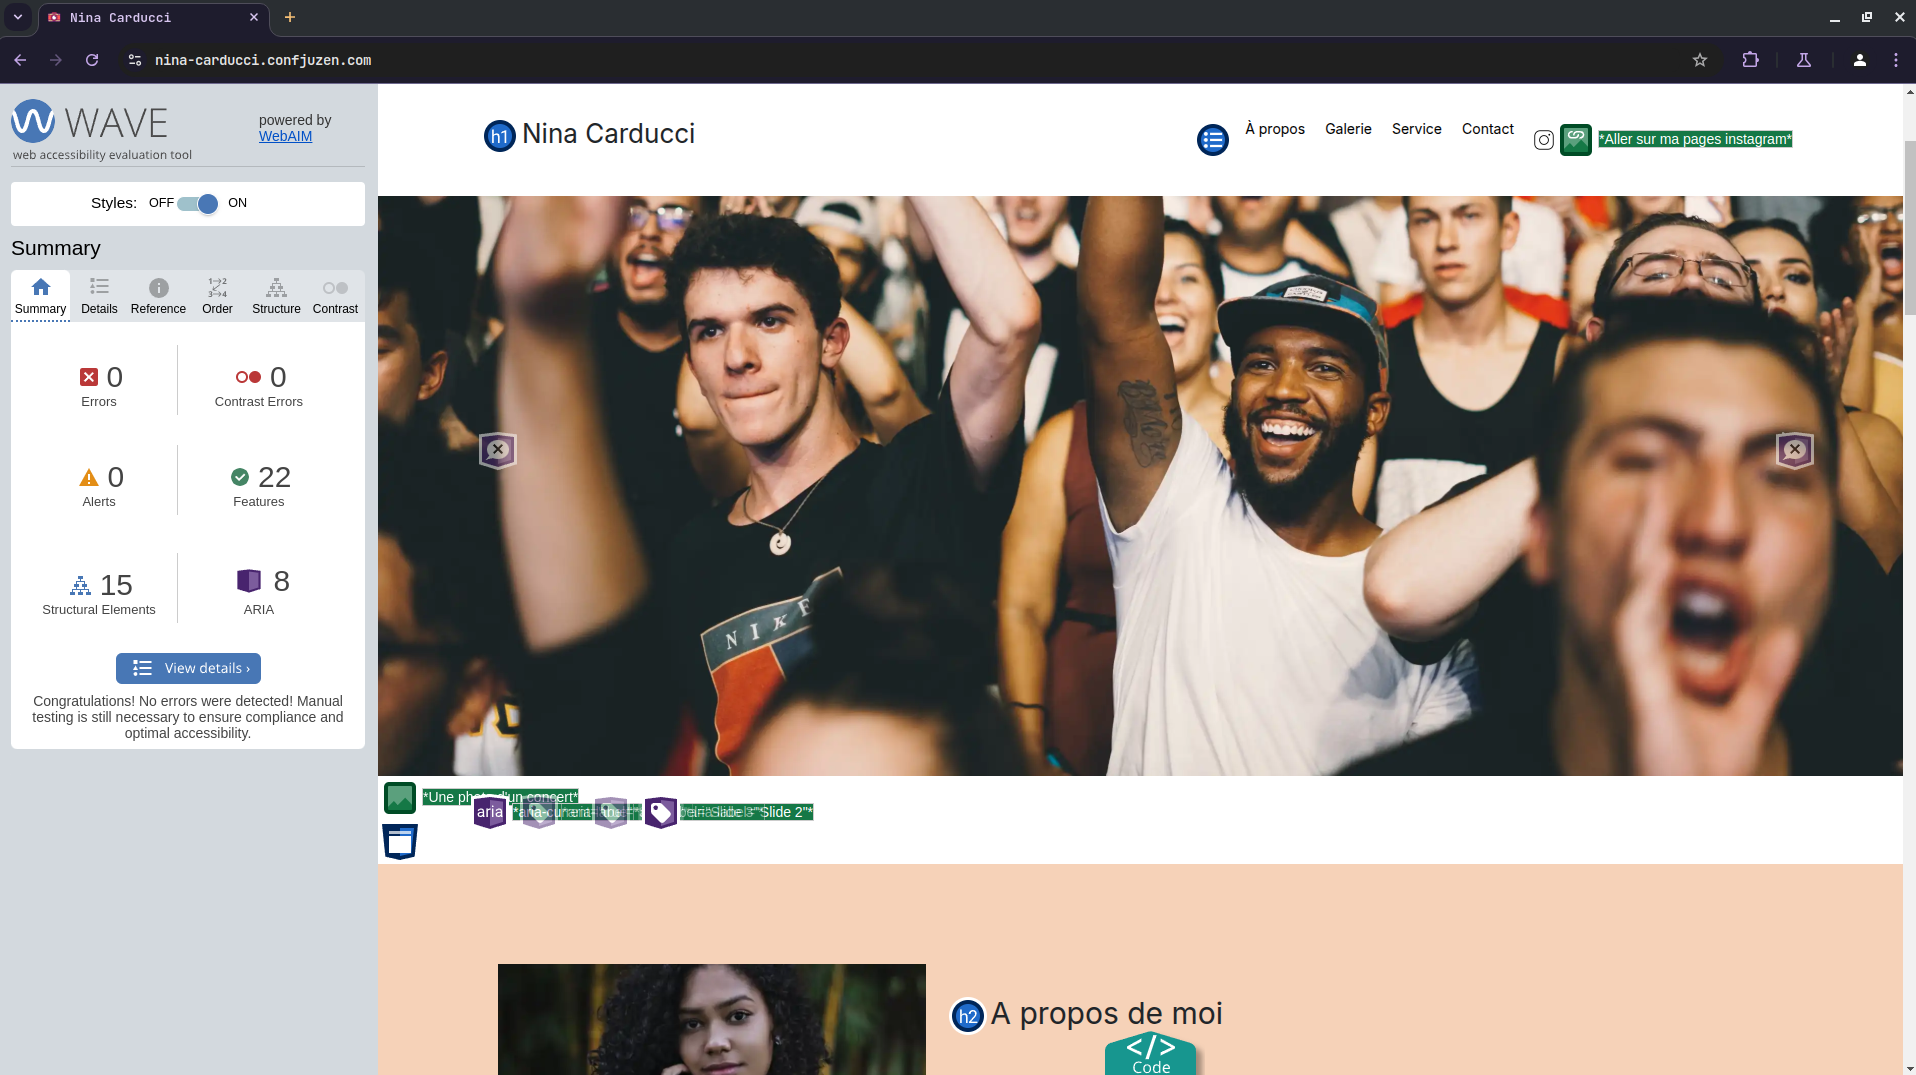 Nina Carducci
nina-carducci.confjuzen.com
WAVE
web accessibility evaluation tool
powered by
WebAIM
Styles: OFF ON
Summary
Summary Details Reference Order Structure Contrast
0
Errors
0
Contrast Errors
0
Alerts
22
Features
15
Structural Elements
8
ARIA
View details ›
Congratulations! No errors were detected! Manual
testing is still necessary to ensure compliance and
optimal accessibility.
h1 Nina Carducci
À propos Galerie Service Contact
*Aller sur ma pages instagram*
NIKE
*Une photo d'un concert*
aria
Slide 2"*
h2 A propos de moi
</>
Code